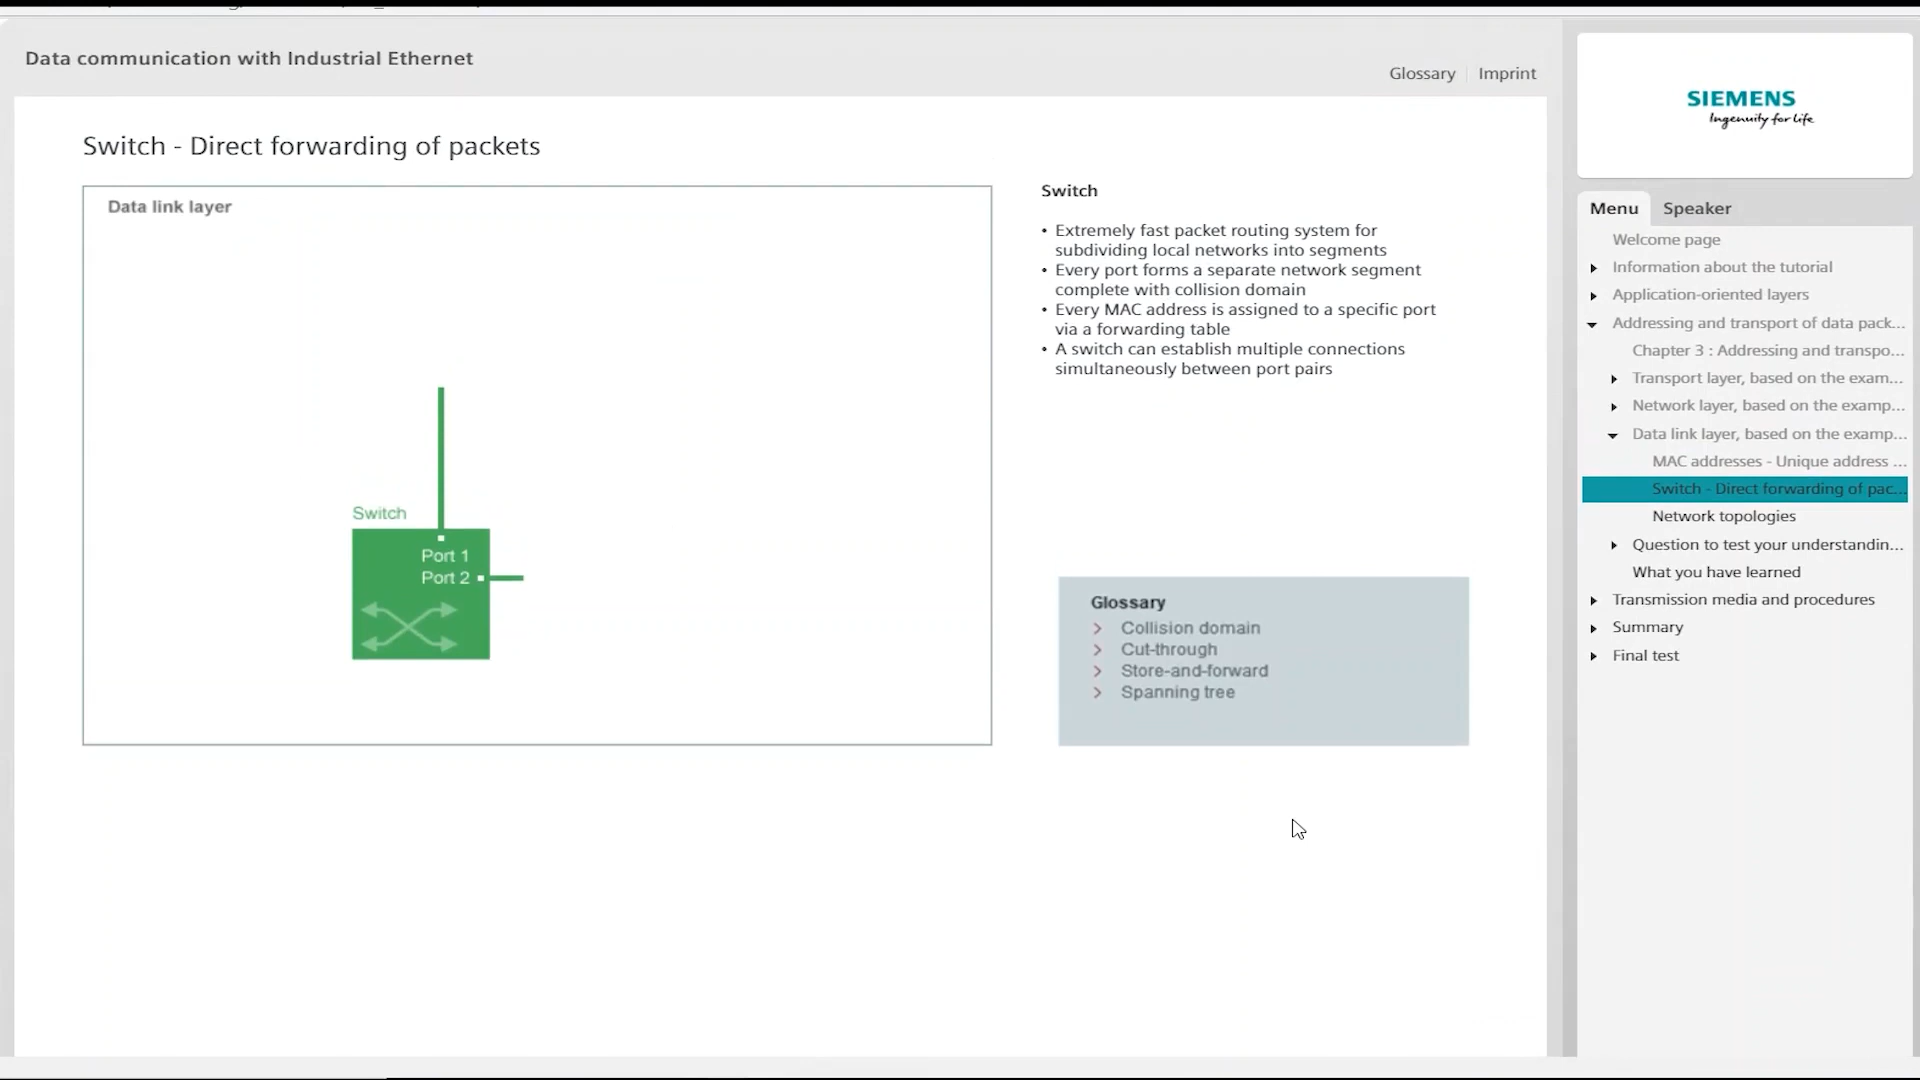 Data communication with Industrial Ethernet
Glossary
Imprint
SIEMENS
Ingenuity for life
Switch - Direct forwarding of packets
Data link layer
Switch
Port 1
Port 2
Switch
• Extremely fast packet routing system for
subdividing local networks into segments
• Every port forms a separate network segment
complete with collision domain
• Every MAC address is assigned to a specific port
via a forwarding table
• A switch can establish multiple connections
simultaneously between port pairs
Glossary
Collision domain
Cut-through
Store-and-forward
Spanning tree
Menu
Speaker
Welcome page
Information about the tutorial
Application-oriented layers
Addressing and transport of data pack...
Chapter 3 : Addressing and transpo...
Transport layer, based on the exam...
Network layer, based on the examp...
Data link layer, based on the examp...
MAC addresses - Unique address ...
Switch - Direct forwarding of pac...
Network topologies
Question to test your understandin...
What you have learned
Transmission media and procedures
Summary
Final test